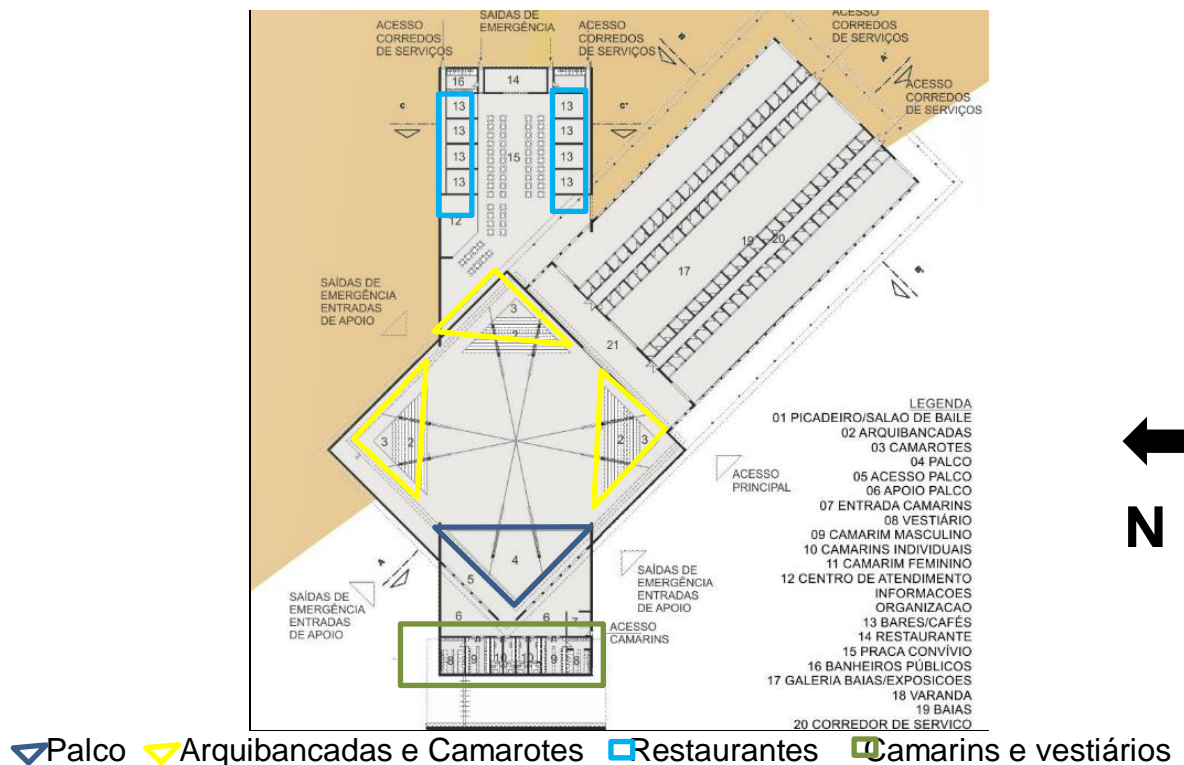 ACESSO
CORREDOS
DE SERVIÇOS
SAÍDAS DE
EMERGÊNCIA
ACESSO
CORREDOS
DE SERVIÇOS
ACESSO
CORREDOS
DE SERVIÇOS
ACESSO
CORREDOS
DE SERVIÇOS
B
A'
C
C'
16
14
13
13
13
13
13
13
13
13
15
12
19
20
17
B'
SAÍDAS DE
EMERGÊNCIA
ENTRADAS
DE APOIO
3
2
21
3
2
2
3
ACESSO
PRINCIPAL
4
A
5
SAÍDAS DE
EMERGÊNCIA
ENTRADAS
DE APOIO
SAÍDAS DE
EMERGÊNCIA
ENTRADAS
DE APOIO
6
6
7
ACESSO
CAMARINS
8
9
10
10
9
8
LEGENDA
01 PICADEIRO/SALAO DE BAILE
02 ARQUIBANCADAS
03 CAMAROTES
04 PALCO
05 ACESSO PALCO
06 APOIO PALCO
07 ENTRADA CAMARINS
08 VESTIÁRIO
09 CAMARIM MASCULINO
10 CAMARINS INDIVIDUAIS
11 CAMARIM FEMININO
12 CENTRO DE ATENDIMENTO
INFORMACOES
ORGANIZACAO
13 BARES/CAFÉS
14 RESTAURANTE
15 PRACA CONVÍVIO
16 BANHEIROS PÚBLICOS
17 GALERIA BAIAS/EXPOSICOES
18 VARANDA
19 BAIAS
20 CORREDOR DE SERVICO
N
Palco Arquibancadas e Camarotes Restaurantes Camarins e vestiários